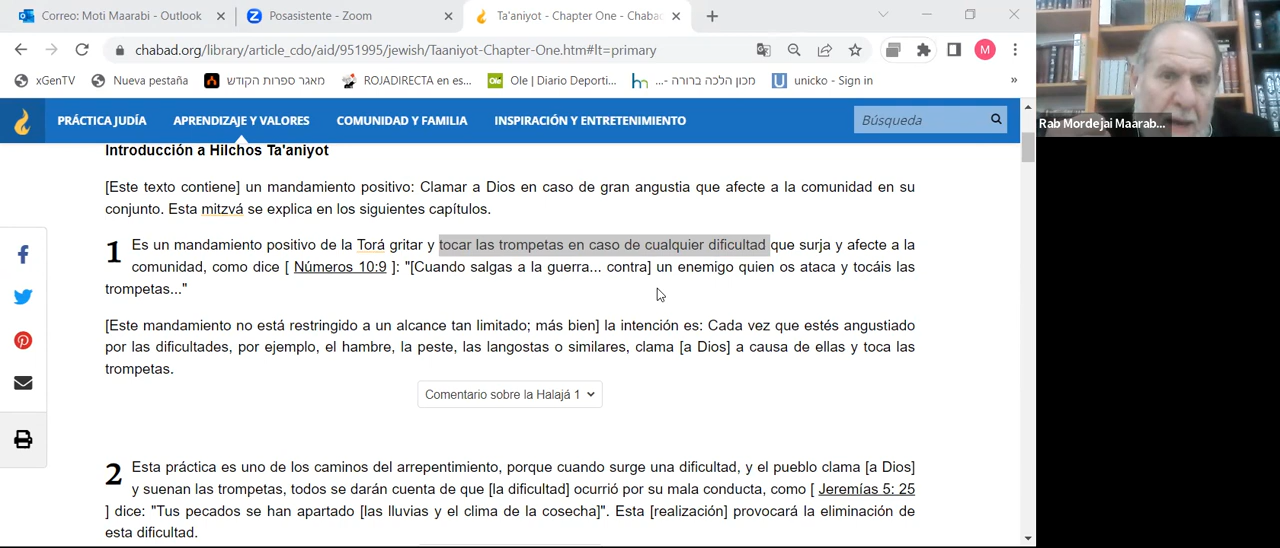 Correo: Moti Maarabi - Outlook
Posasistente - Zoom
Ta'aniyot - Chapter One - Chabad
chabad.org/library/article_cdo/aid/951995/jewish/Taaniyot-Chapter-One.htm#lt=primary
M
xGenTV
Nueva pestaña
מאגר ספרות הקודש
ROJADIRECTA en es...
Ole | Diario Deporti...
מכון הלכה ברורה -...
unicko - Sign in
»
PRÁCTICA JUDÍA
APRENDIZAJE Y VALORES
COMUNIDAD Y FAMILIA
INSPIRACIÓN Y ENTRETENIMIENTO
Búsqueda
Rab Mordejai Maarab...
Introducción a Hilchos Ta'aniyot
[Este texto contiene] un mandamiento positivo: Clamar a Dios en caso de gran angustia que afecte a la comunidad en su
conjunto. Esta mitzvá se explica en los siguientes capítulos.
1 Es un mandamiento positivo de la Torá gritar y tocar las trompetas en caso de cualquier dificultad que surja y afecte a la
comunidad, como dice [ Números 10:9 ]: "[Cuando salgas a la guerra... contra] un enemigo quien os ataca y tocáis las
trompetas..."
[Este mandamiento no está restringido a un alcance tan limitado; más bien] la intención es: Cada vez que estés angustiado
por las dificultades, por ejemplo, el hambre, la peste, las langostas o similares, clama [a Dios] a causa de ellas y toca las
trompetas.
Comentario sobre la Halajá 1
2 Esta práctica es uno de los caminos del arrepentimiento, porque cuando surge una dificultad, y el pueblo clama [a Dios]
y suenan las trompetas, todos se darán cuenta de que [la dificultad] ocurrió por su mala conducta, como [ Jeremías 5: 25
] dice: "Tus pecados se han apartado [las lluvias y el clima de la cosecha]". Esta [realización] provocará la eliminación de
esta dificultad.